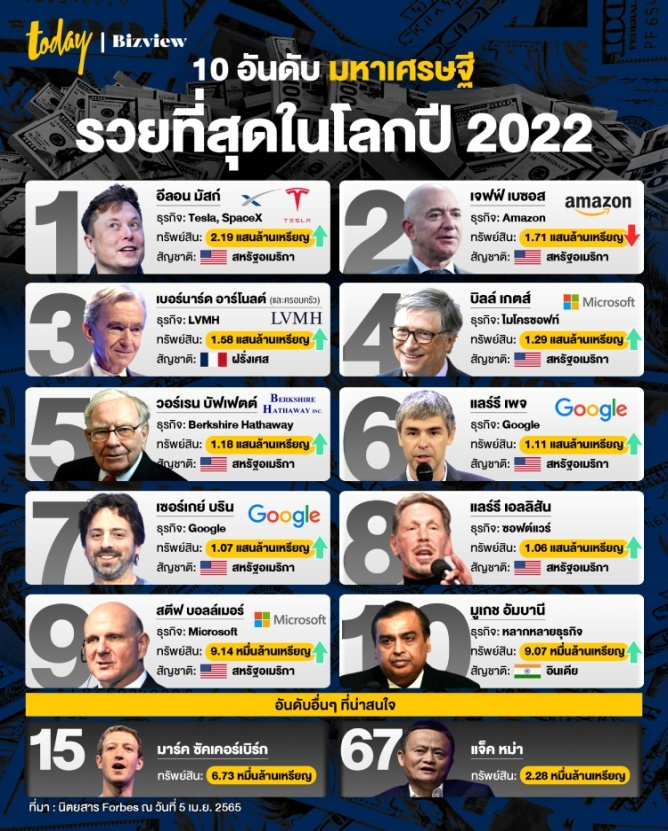 today | Bizview
10 อันดับ มหาเศรษฐี
รวยที่สุดในโลกปี 2022
1
อีลอน มัสก์
TESLA
ธุรกิจ: Tesla, SpaceX
ทรัพย์สิน: 2.19 แสนล้านเหรียญ
สัญชาติ: สหรัฐอเมริกา
2
เจฟฟ์ เบซอส
amazon
ธุรกิจ: Amazon
ทรัพย์สิน: 1.71 แสนล้านเหรียญ
สัญชาติ: สหรัฐอเมริกา
3
เบอร์นาร์ด อาร์โนลต์ (และครอบครัว)
ธุรกิจ: LVMH
LVMH
ทรัพย์สิน: 1.58 แสนล้านเหรียญ
สัญชาติ: ฝรั่งเศส
4
บิลล์ เกตส์
Microsoft
ธุรกิจ: ไมโครซอฟท์
ทรัพย์สิน: 1.29 แสนล้านเหรียญ
สัญชาติ: สหรัฐอเมริกา
5
วอร์เรน บัฟเฟตต์
BERKSHIRE
HATHAWAY INC.
ธุรกิจ: Berkshire Hathaway
ทรัพย์สิน: 1.18 แสนล้านเหรียญ
สัญชาติ: สหรัฐอเมริกา
6
แลร์รี เพจ
Google
ธุรกิจ: Google
ทรัพย์สิน: 1.11 แสนล้านเหรียญ
สัญชาติ: สหรัฐอเมริกา
7
เซอร์เกย์ บริน
Google
ธุรกิจ: Google
ทรัพย์สิน: 1.07 แสนล้านเหรียญ
สัญชาติ: สหรัฐอเมริกา
8
แลร์รี เอลลิสัน
ธุรกิจ: ซอฟต์แวร์
ทรัพย์สิน: 1.06 แสนล้านเหรียญ
สัญชาติ: สหรัฐอเมริกา
9
สตีฟ บอลล์เมอร์
Microsoft
ธุรกิจ: Microsoft
ทรัพย์สิน: 9.14 หมื่นล้านเหรียญ
สัญชาติ: สหรัฐอเมริกา
10
มูเกช อัมบานี
ธุรกิจ: หลากหลายธุรกิจ
ทรัพย์สิน: 9.07 หมื่นล้านเหรียญ
สัญชาติ: อินเดีย
อันดับอื่นๆ ที่น่าสนใจ
15
มาร์ค ซัคเคอร์เบิร์ก
ทรัพย์สิน: 6.73 หมื่นล้านเหรียญ
67
แจ็ค หม่า
ทรัพย์สิน: 2.28 หมื่นล้านเหรียญ
ที่มา : นิตยสาร Forbes ณ วันที่ 5 เม.ย. 2565